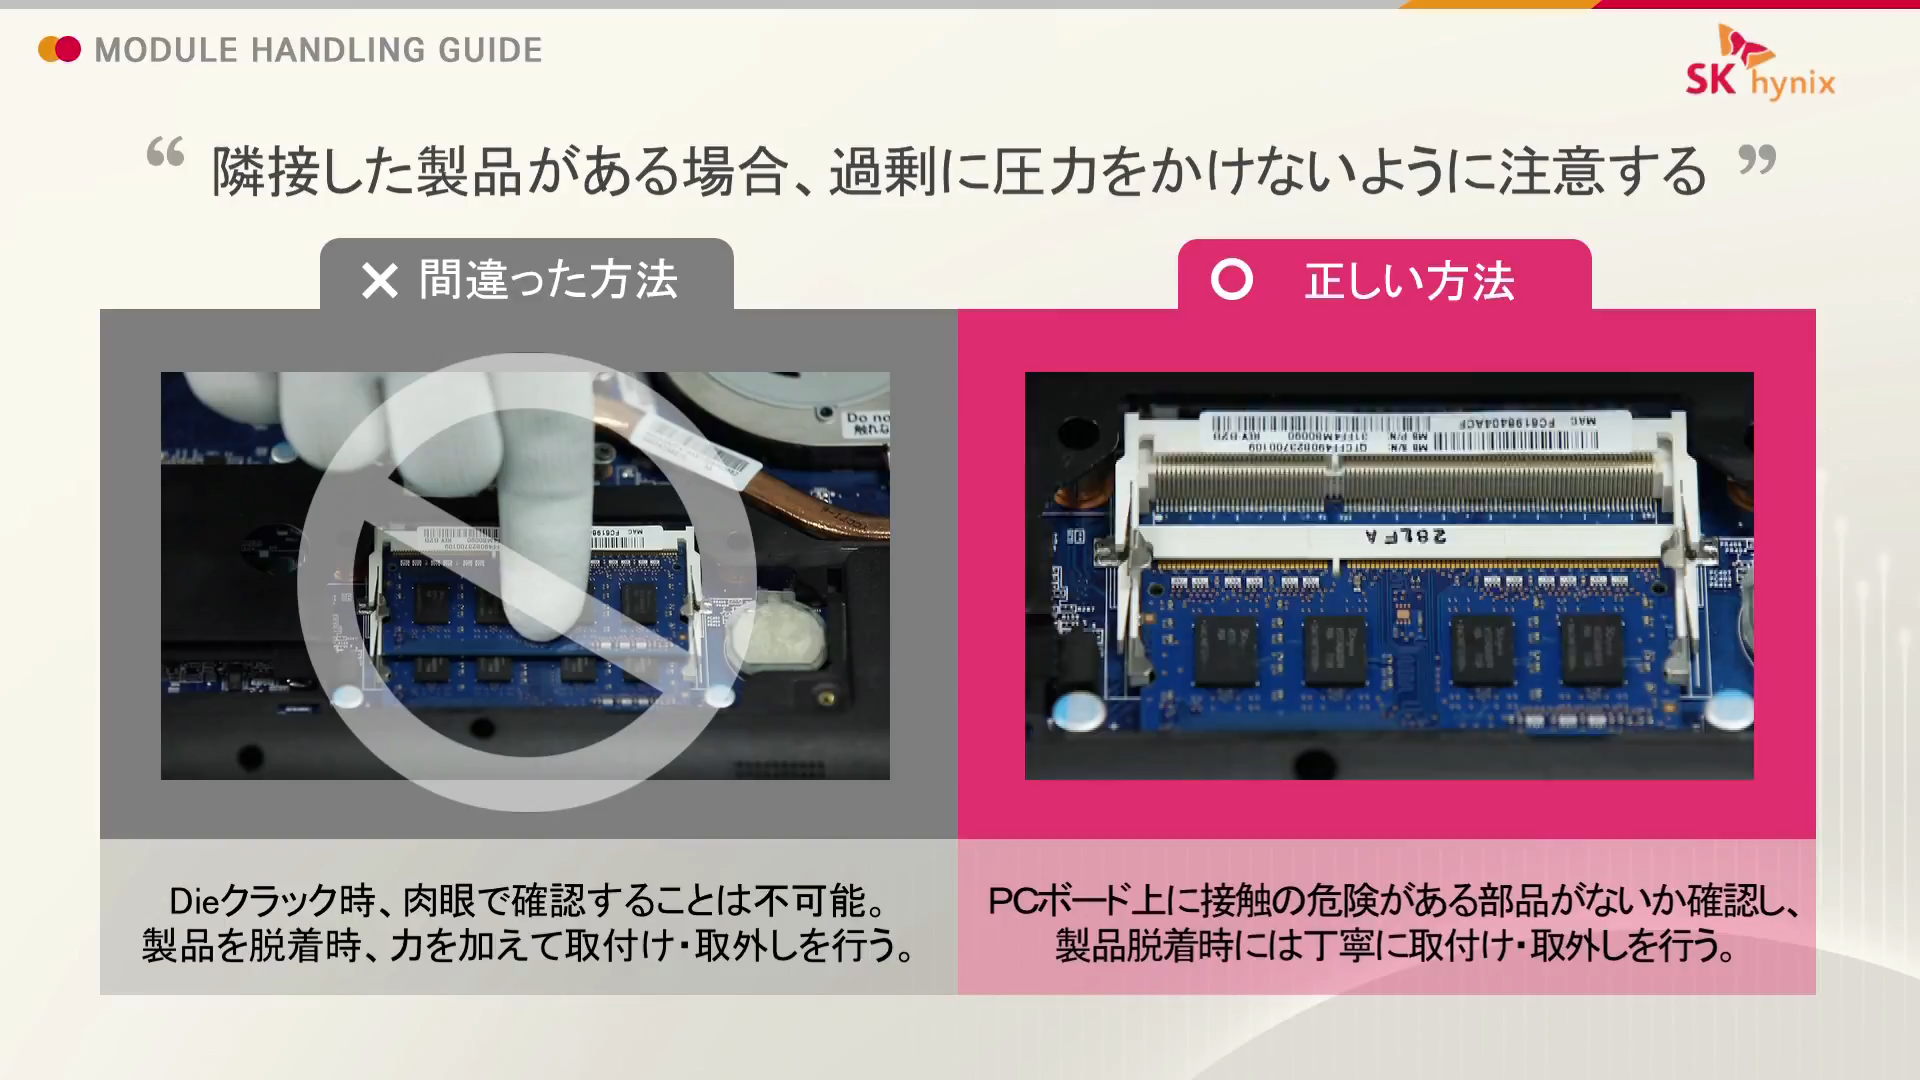 MODULE HANDLING GUIDE
SK hynix
“ 隣接した製品がある場合、過剰に圧力をかけないように注意する ”
✕ 間違った方法
○ 正しい方法
Do no
触れな
28LFA
Dieクラック時、肉眼で確認することは不可能。
製品を脱着時、力を加えて取付け・取外しを行う。
PCボード上に接触の危険がある部品がないか確認し、
製品脱着時には丁寧に取付け・取外しを行う。